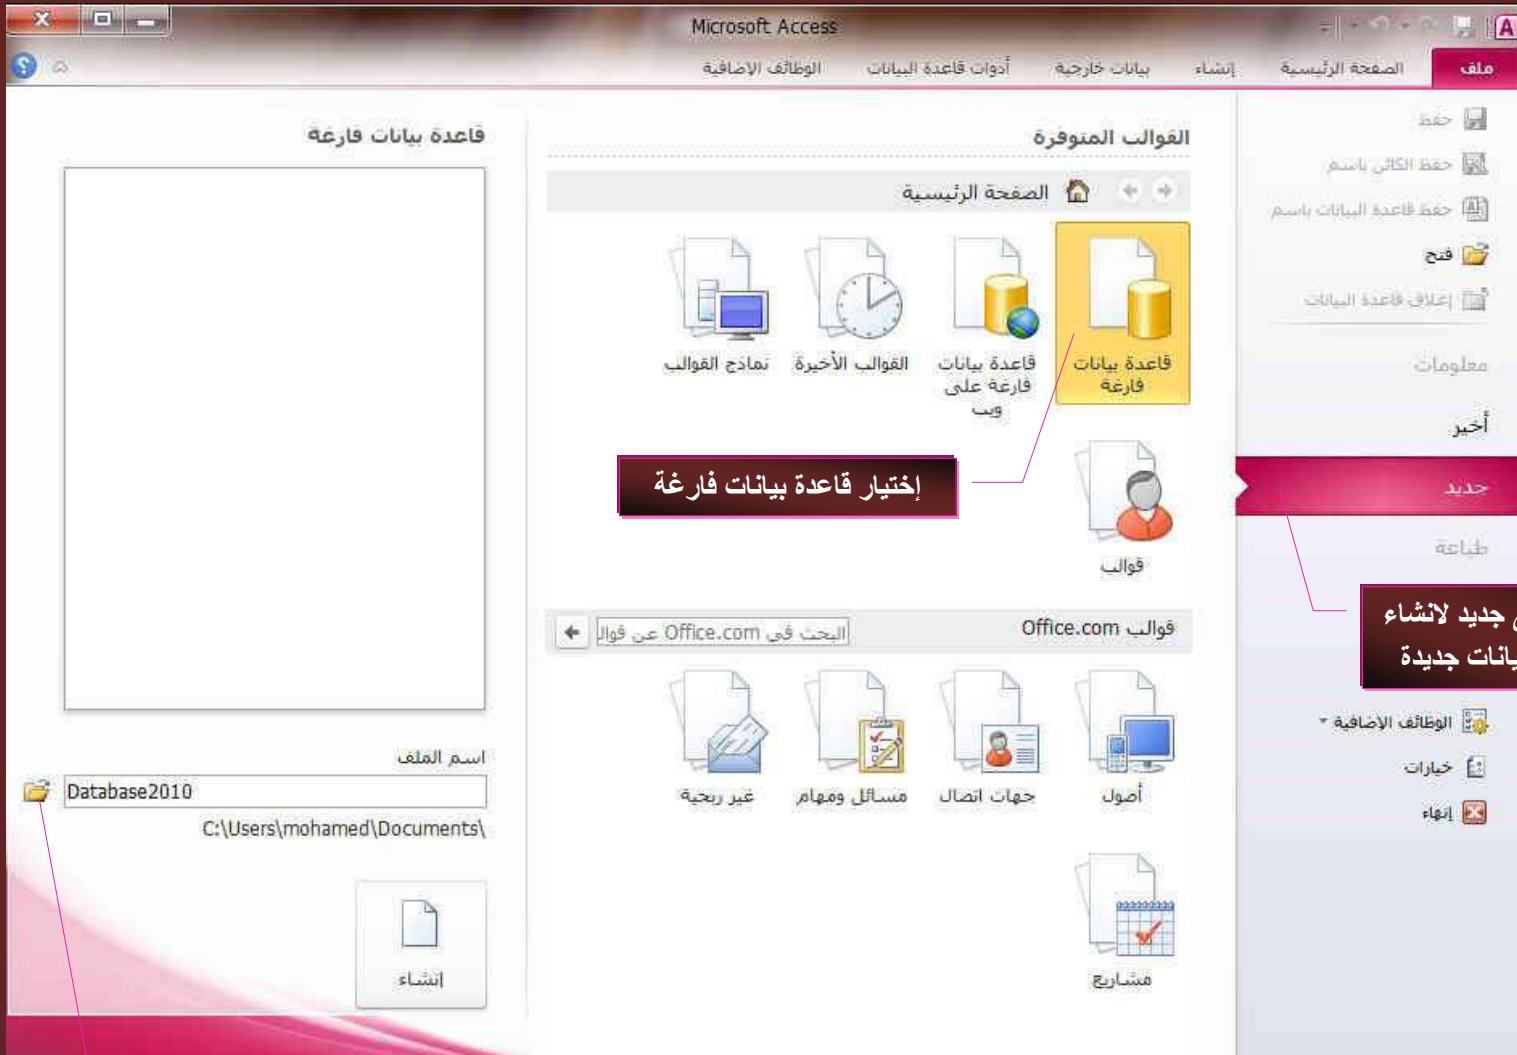 Microsoft Access
ملف الصفحة الرئيسية إنشاء بيانات خارجية أدوات قاعدة البيانات الوظائف الإضافية
حفظ
حفظ الكائن باسم
حفظ قاعدة البيانات باسم
فتح
إغلاق قاعدة البيانات
معلومات
أخير
جديد
طباعة
جديد لانشاء
جديدة
الوظائف الإضافية
خيارات
إنهاء
القوالب المتوفرة
الصفحة الرئيسية
قاعدة بيانات
فارغة
قاعدة بيانات
فارغة على
ويب
القوالب الأخيرة
نماذج القوالب
إختيار قاعدة بيانات فارغة
قوالب
قوالب Office.com
البحث في Office.com عن
أصول
جهات اتصال
مسائل ومهام
غير ربحية
مشاريع
قاعدة بيانات فارغة
اسم الملف
Database2010
C:\Users\mohamed\Documents\
إنشاء